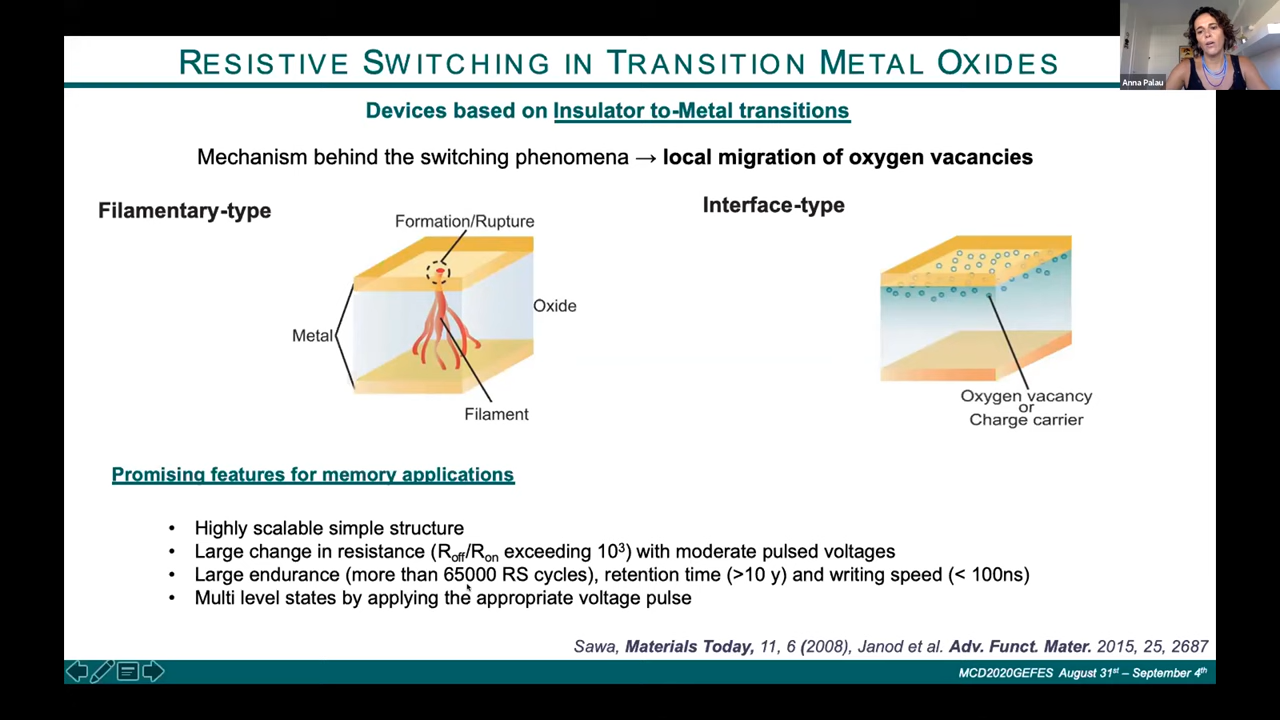 RESISTIVE SWITCHING IN TRANSITION METAL OXIDES
Anna Palau
Devices based on Insulator to-Metal transitions
Mechanism behind the switching phenomena → local migration of oxygen vacancies
Filamentary-type
Interface-type
Formation/Rupture
Oxide
Metal
Filament
Oxygen vacancy
or
Charge carrier
Promising features for memory applications
• Highly scalable simple structure
• Large change in resistance (Roff/Ron exceeding 10³) with moderate pulsed voltages
• Large endurance (more than 65000 RS cycles), retention time (>10 y) and writing speed (< 100ns)
• Multi level states by applying the appropriate voltage pulse
Sawa, Materials Today, 11, 6 (2008), Janod et al. Adv. Funct. Mater. 2015, 25, 2687
MCD2020GEFES August 31st – September 4th